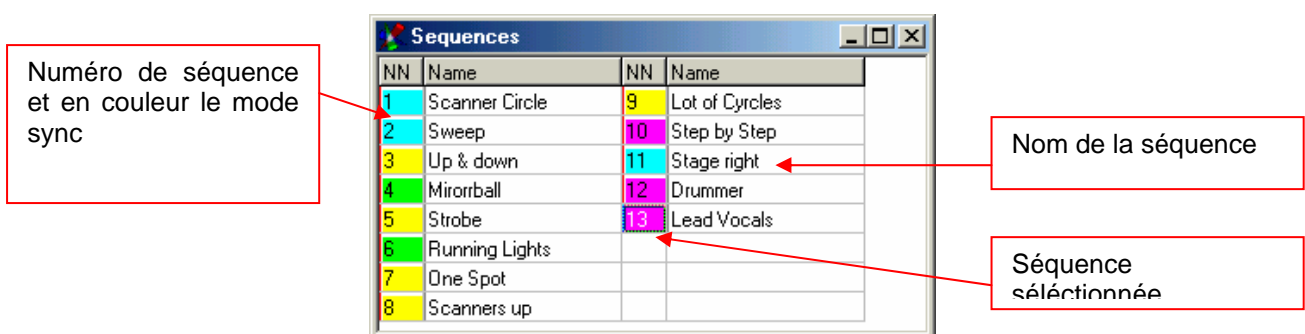 Sequences
Numéro de séquence
et en couleur le mode
sync
NN Name NN Name
1 Scanner Circle 9 Lot of Cyrcles
2 Sweep 10 Step by Step
3 Up & down 11 Stage right
4 Mirorrball 12 Drummer
5 Strobe 13 Lead Vocals
6 Running Lights
7 One Spot
8 Scanners up
Nom de la séquence
Séquence
séléctionnée